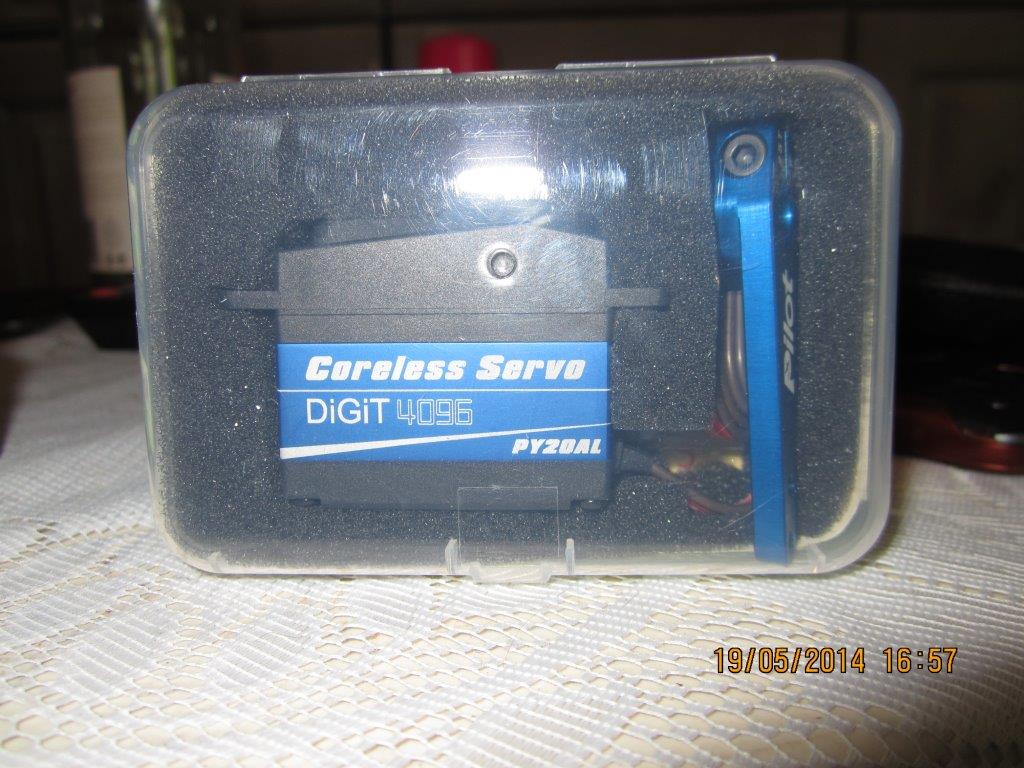 Coreless Servo
DiGiT 4096
PY20AL
Pilot
19/05/2014 16:57